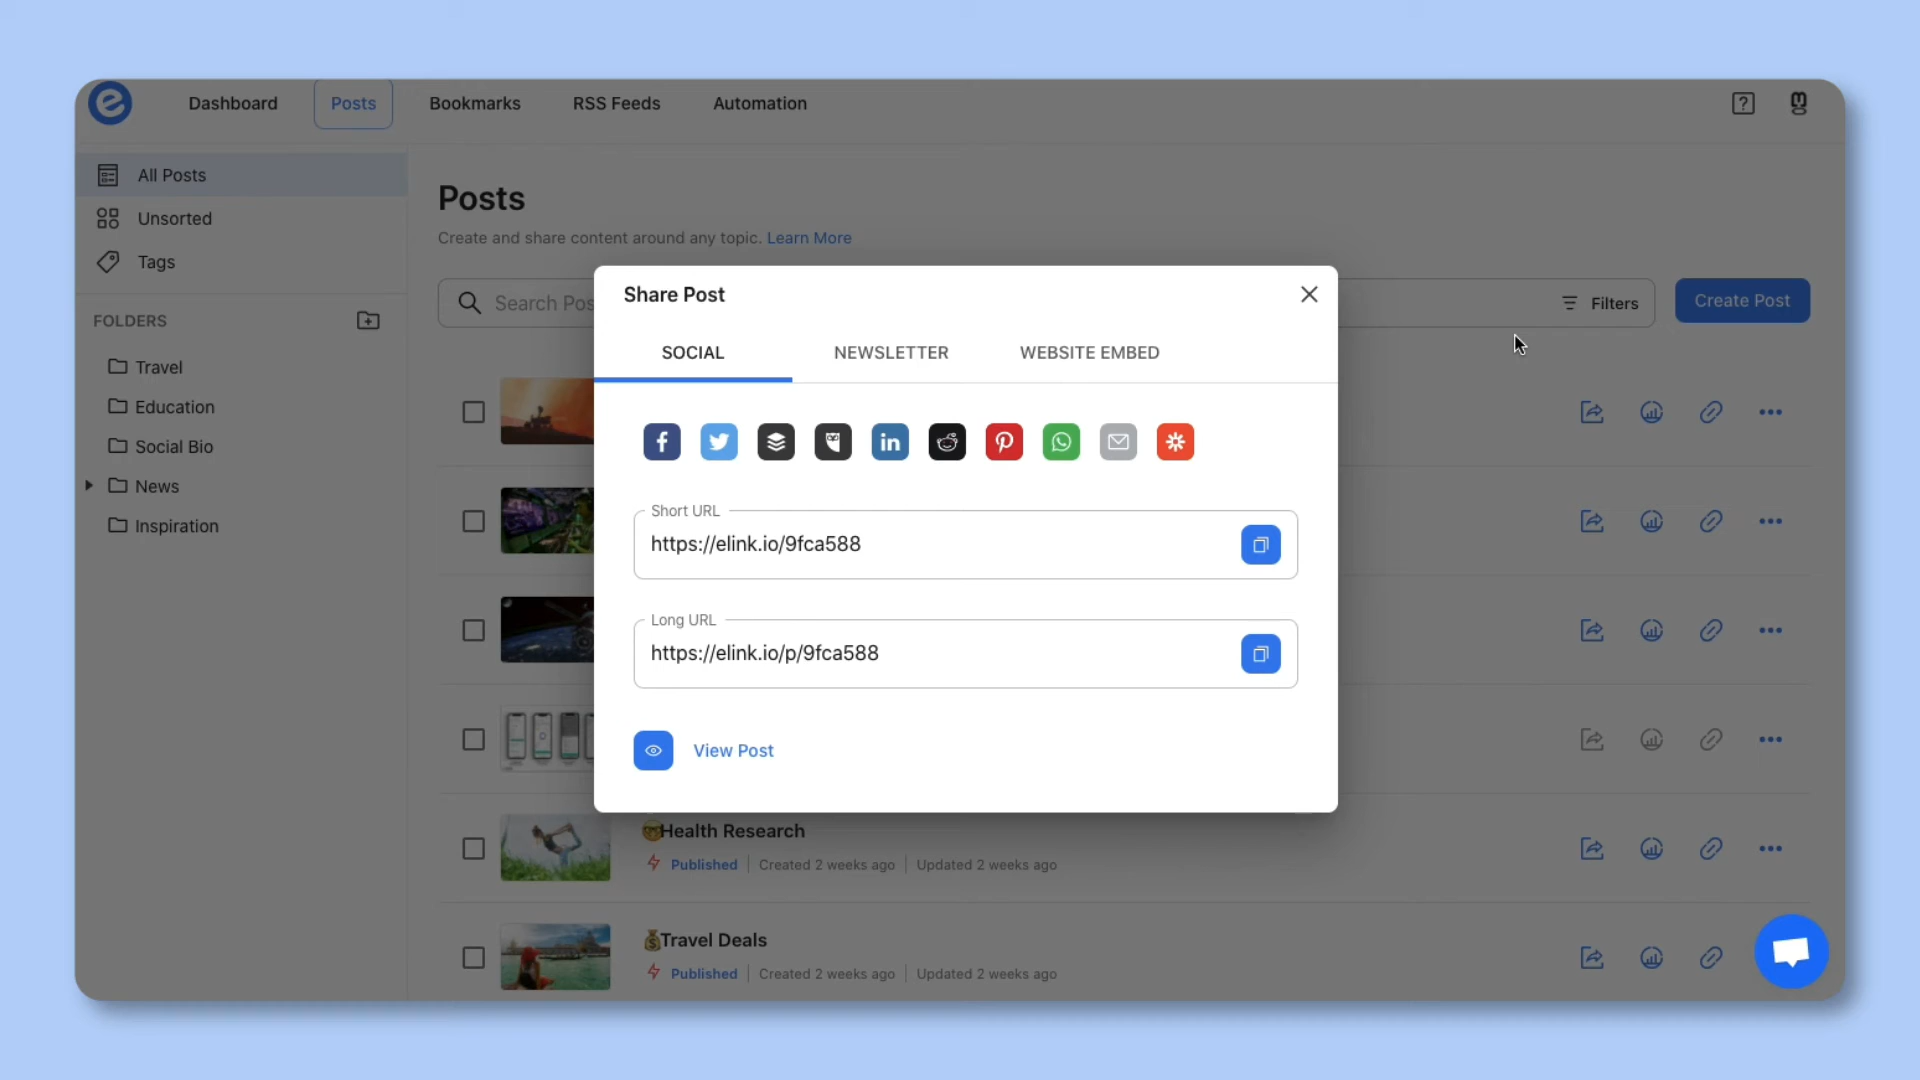 Dashboard
Posts
Bookmarks
RSS Feeds
Automation
All Posts
Unsorted
Tags
FOLDERS
Travel
Education
Social Bio
News
Inspiration
Posts
Create and share content around any topic. Learn More
Search Pos
Filters
Create Post
Share Post
SOCIAL
NEWSLETTER
WEBSITE EMBED
Short URL
https://elink.io/9fca588
Long URL
https://elink.io/p/9fca588
View Post
🤓Health Research
Published | Created 2 weeks ago | Updated 2 weeks ago
💰Travel Deals
Published | Created 2 weeks ago | Updated 2 weeks ago